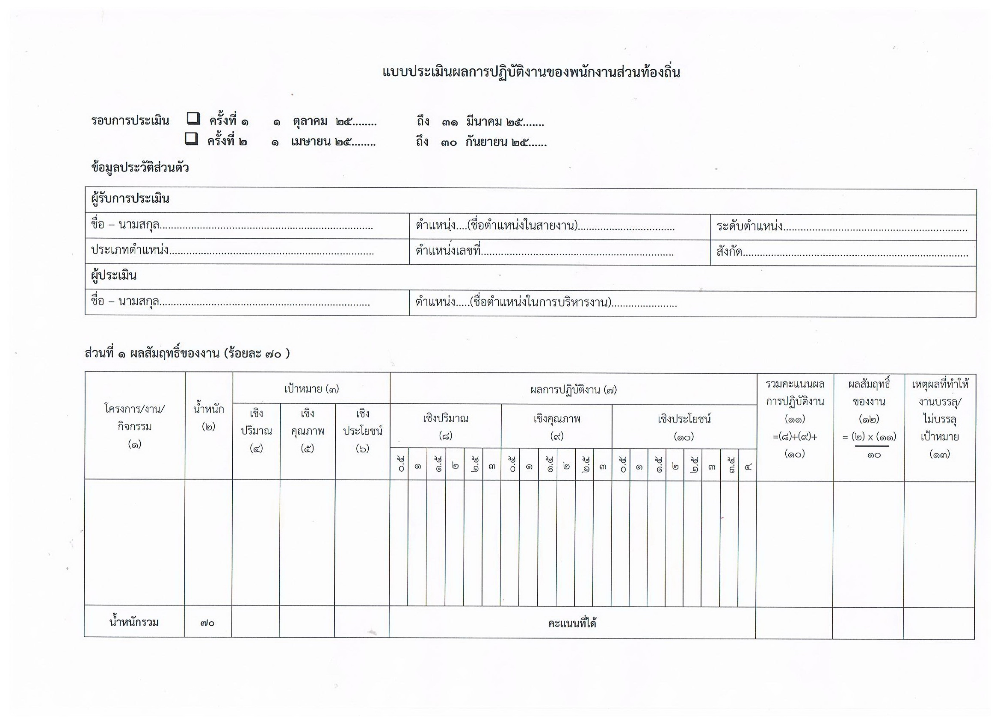 แบบประเมินผลการปฏิบัติงานของพนักงานส่วนท้องถิ่น
รอบการประเมิน ❏ ครั้งที่ ๑ ๑ ตุลาคม ๒๕........ ถึง ๓๑ มีนาคม ๒๕.......
❏ ครั้งที่ ๒ ๑ เมษายน ๒๕........ ถึง ๓๐ กันยายน ๒๕......
ข้อมูลประวัติส่วนตัว
ผู้รับการประเมิน
ชื่อ – นามสกุล........................................................................... ตำแหน่ง....(ชื่อตำแหน่งในสายงาน).................................. ระดับตำแหน่ง.................................................................
ประเภทตำแหน่ง........................................................................ ตำแหน่งเลขที่.................................................................... สังกัด...............................................................................
ผู้ประเมิน
ชื่อ – นามสกุล.......................................................................... ตำแหน่ง.....(ชื่อตำแหน่งในการบริหารงาน).......................
ส่วนที่ ๑ ผลสัมฤทธิ์ของงาน (ร้อยละ ๗๐ )
โครงการ/งาน/
กิจกรรม
(๑)
น้ำหนัก
(๒)
เป้าหมาย (๓)
เชิง
ปริมาณ
(๔)
เชิง
คุณภาพ
(๕)
เชิง
ประโยชน์
(๖)
ผลการปฏิบัติงาน (๗)
เชิงปริมาณ
(๘)
เชิงคุณภาพ
(๙)
เชิงประโยชน์
(๑๐)
๐.๕ ๑ ๑.๕ ๒ ๒.๕ ๓ ๐.๕ ๑ ๑.๕ ๒ ๒.๕ ๓ ๐.๕ ๑ ๑.๕ ๒ ๒.๕ ๓ ๓.๕ ๔
รวมคะแนนผล
การปฏิบัติงาน
(๑๑)
=(๘)+(๙)+
(๑๐)
ผลสัมฤทธิ์
ของงาน
(๑๒)
= (๒) x (๑๑)
๑๐
เหตุผลที่ทำให้
งานบรรลุ/
ไม่บรรลุ
เป้าหมาย
(๑๓)
น้ำหนักรวม ๗๐ คะแนนที่ได้